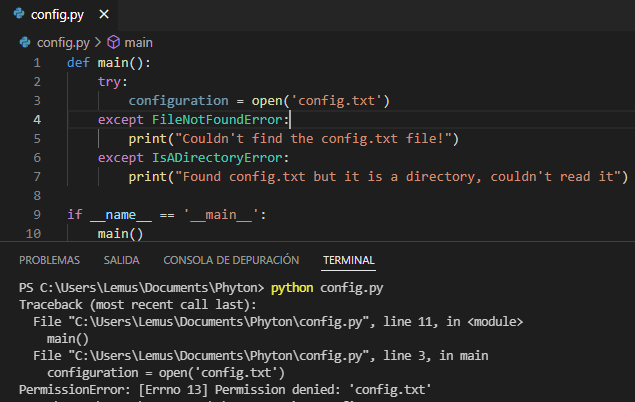 config.py
config.py > main
1 def main():
2 try:
3 configuration = open('config.txt')
4 except FileNotFoundError:
5 print("Couldn't find the config.txt file!")
6 except IsADirectoryError:
7 print("Found config.txt but it is a directory, couldn't read it")
8
9 if __name__ == '__main__':
10 main()
PROBLEMAS SALIDA CONSOLA DE DEPURACIÓN TERMINAL
PS C:\Users\Lemus\Documents\Phyton> python config.py
Traceback (most recent call last):
File "C:\Users\Lemus\Documents\Phyton\config.py", line 11, in <module>
main()
File "C:\Users\Lemus\Documents\Phyton\config.py", line 3, in main
configuration = open('config.txt')
PermissionError: [Errno 13] Permission denied: 'config.txt'